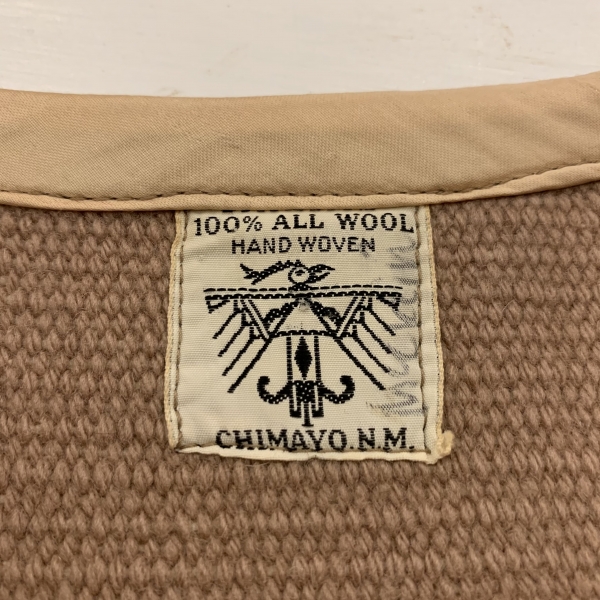 100% ALL WOOL
HAND WOVEN
CHIMAYO. N.M.